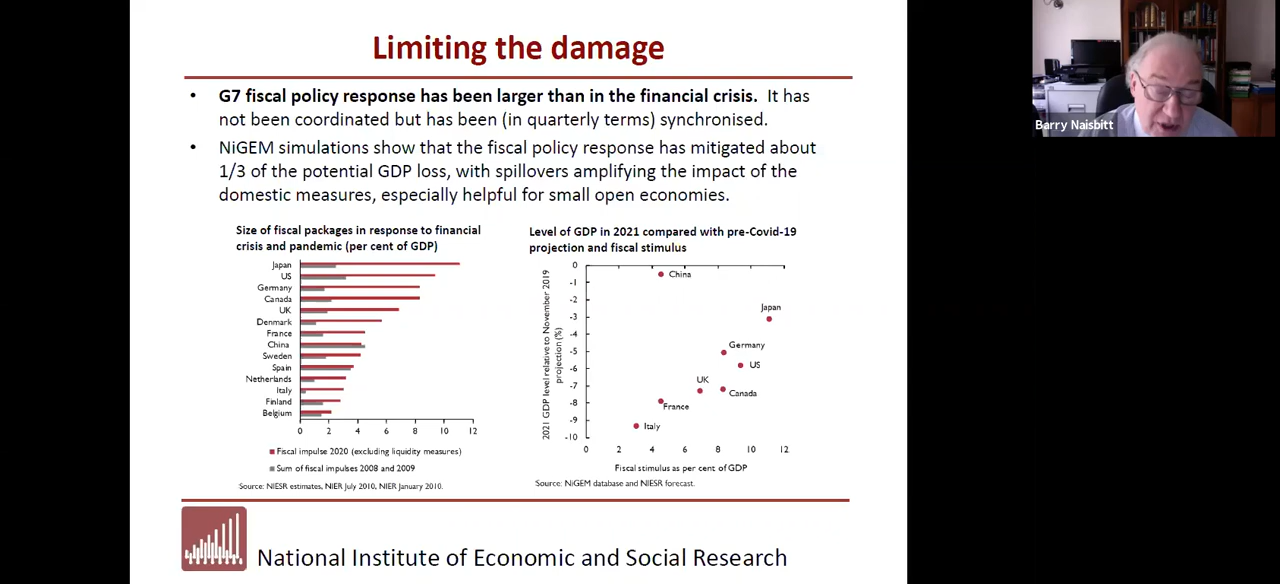 Limiting the damage
• G7 fiscal policy response has been larger than in the financial crisis. It has
not been coordinated but has been (in quarterly terms) synchronised.
• NiGEM simulations show that the fiscal policy response has mitigated about
1/3 of the potential GDP loss, with spillovers amplifying the impact of the
domestic measures, especially helpful for small open economies.
Size of fiscal packages in response to financial
crisis and pandemic (per cent of GDP)
Japan
US
Germany
Canada
UK
Denmark
France
China
Sweden
Spain
Netherlands
Italy
Finland
Belgium
0 2 4 6 8 10 12
Fiscal impulse 2020 (excluding liquidity measures)
Sum of fiscal impulses 2008 and 2009
Source: NIESR estimates, NIER July 2010, NIER January 2010.
Level of GDP in 2021 compared with pre-Covid-19
projection and fiscal stimulus
2021 GDP level relative to November 2019
projection (%)
0
-1
-2
-3
-4
-5
-6
-7
-8
-9
-10
China
Japan
Germany
US
UK
Canada
France
Italy
0 2 4 6 8 10 12
Fiscal stimulus as per cent of GDP
Source: NiGEM database and NIESR forecast.
National Institute of Economic and Social Research
Barry Naisbitt